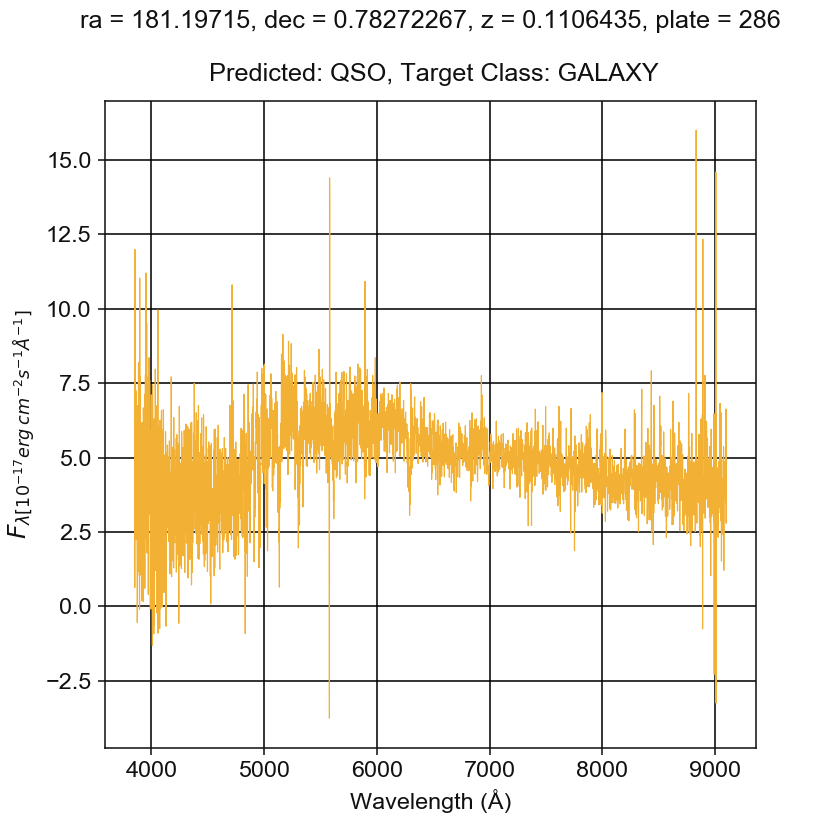 ra = 181.19715, dec = 0.78272267, z = 0.1106435, plate = 286
Predicted: QSO, Target Class: GALAXY
15.0
12.5
10.0
7.5
5.0
2.5
0.0
−2.5
F_{λ[10^{−17} erg cm^{−2} s^{−1} Å^{−1}]}
4000 5000 6000 7000 8000 9000
Wavelength (Å)